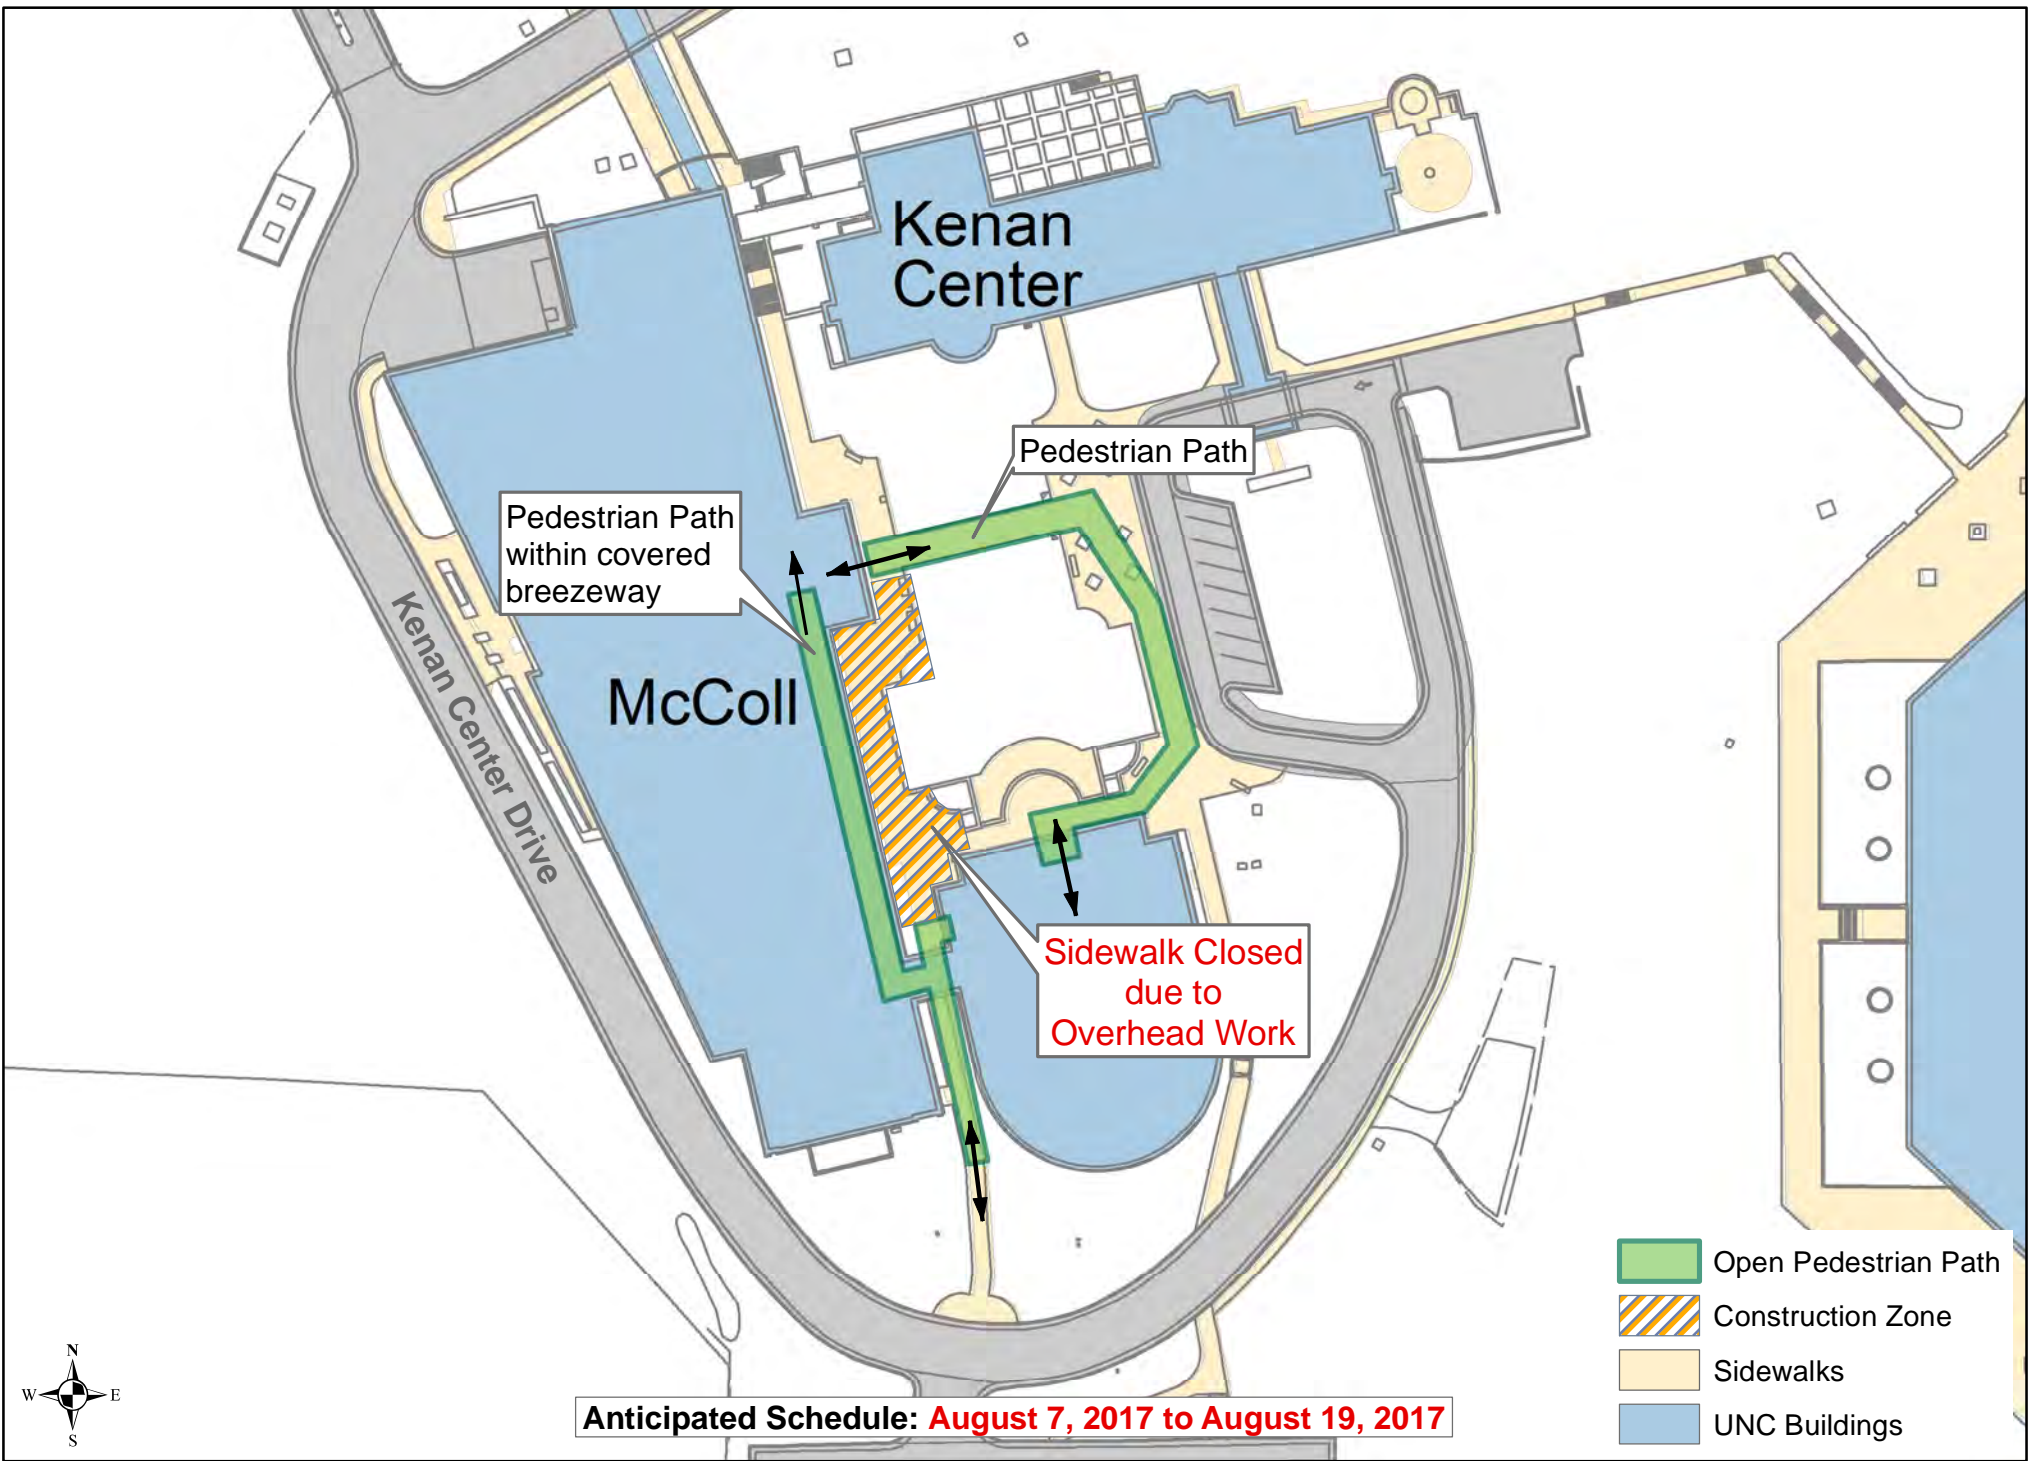 Kenan
Center
Pedestrian Path
Pedestrian Path
within covered
breezeway
McColl
Kenan Center Drive
Sidewalk Closed
due to
Overhead Work
Open Pedestrian Path
Construction Zone
Sidewalks
UNC Buildings
N
W E
S
Anticipated Schedule: August 7, 2017 to August 19, 2017